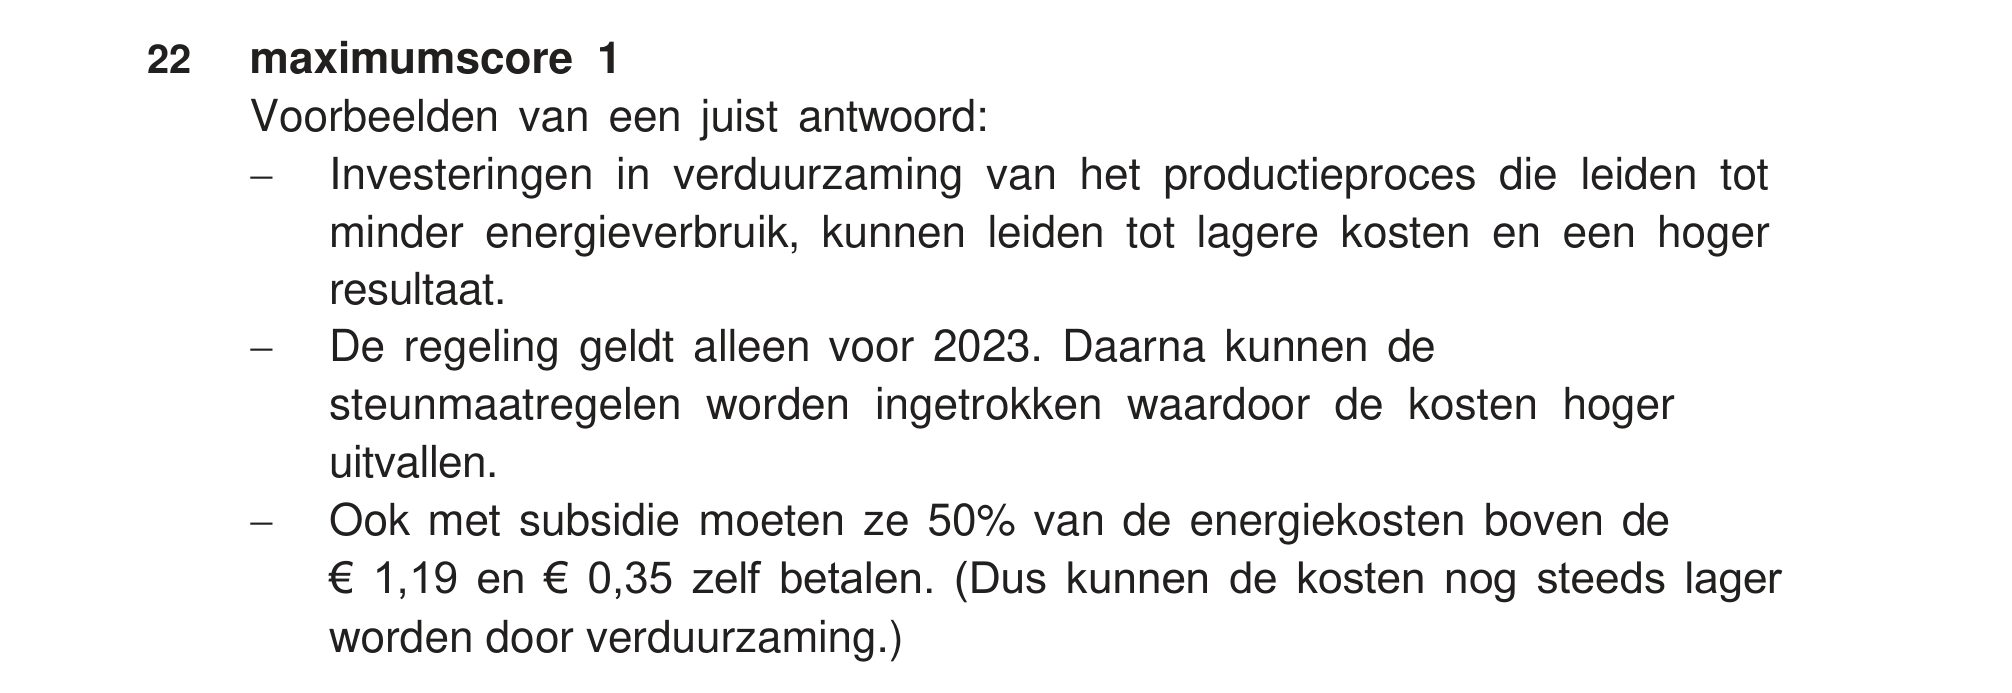 22 maximumscore 1
Voorbeelden van een juist antwoord:
– Investeringen in verduurzaming van het productieproces die leiden tot
minder energieverbruik, kunnen leiden tot lagere kosten en een hoger
resultaat.
– De regeling geldt alleen voor 2023. Daarna kunnen de
steunmaatregelen worden ingetrokken waardoor de kosten hoger
uitvallen.
– Ook met subsidie moeten ze 50% van de energiekosten boven de
€ 1,19 en € 0,35 zelf betalen. (Dus kunnen de kosten nog steeds lager
worden door verduurzaming.)